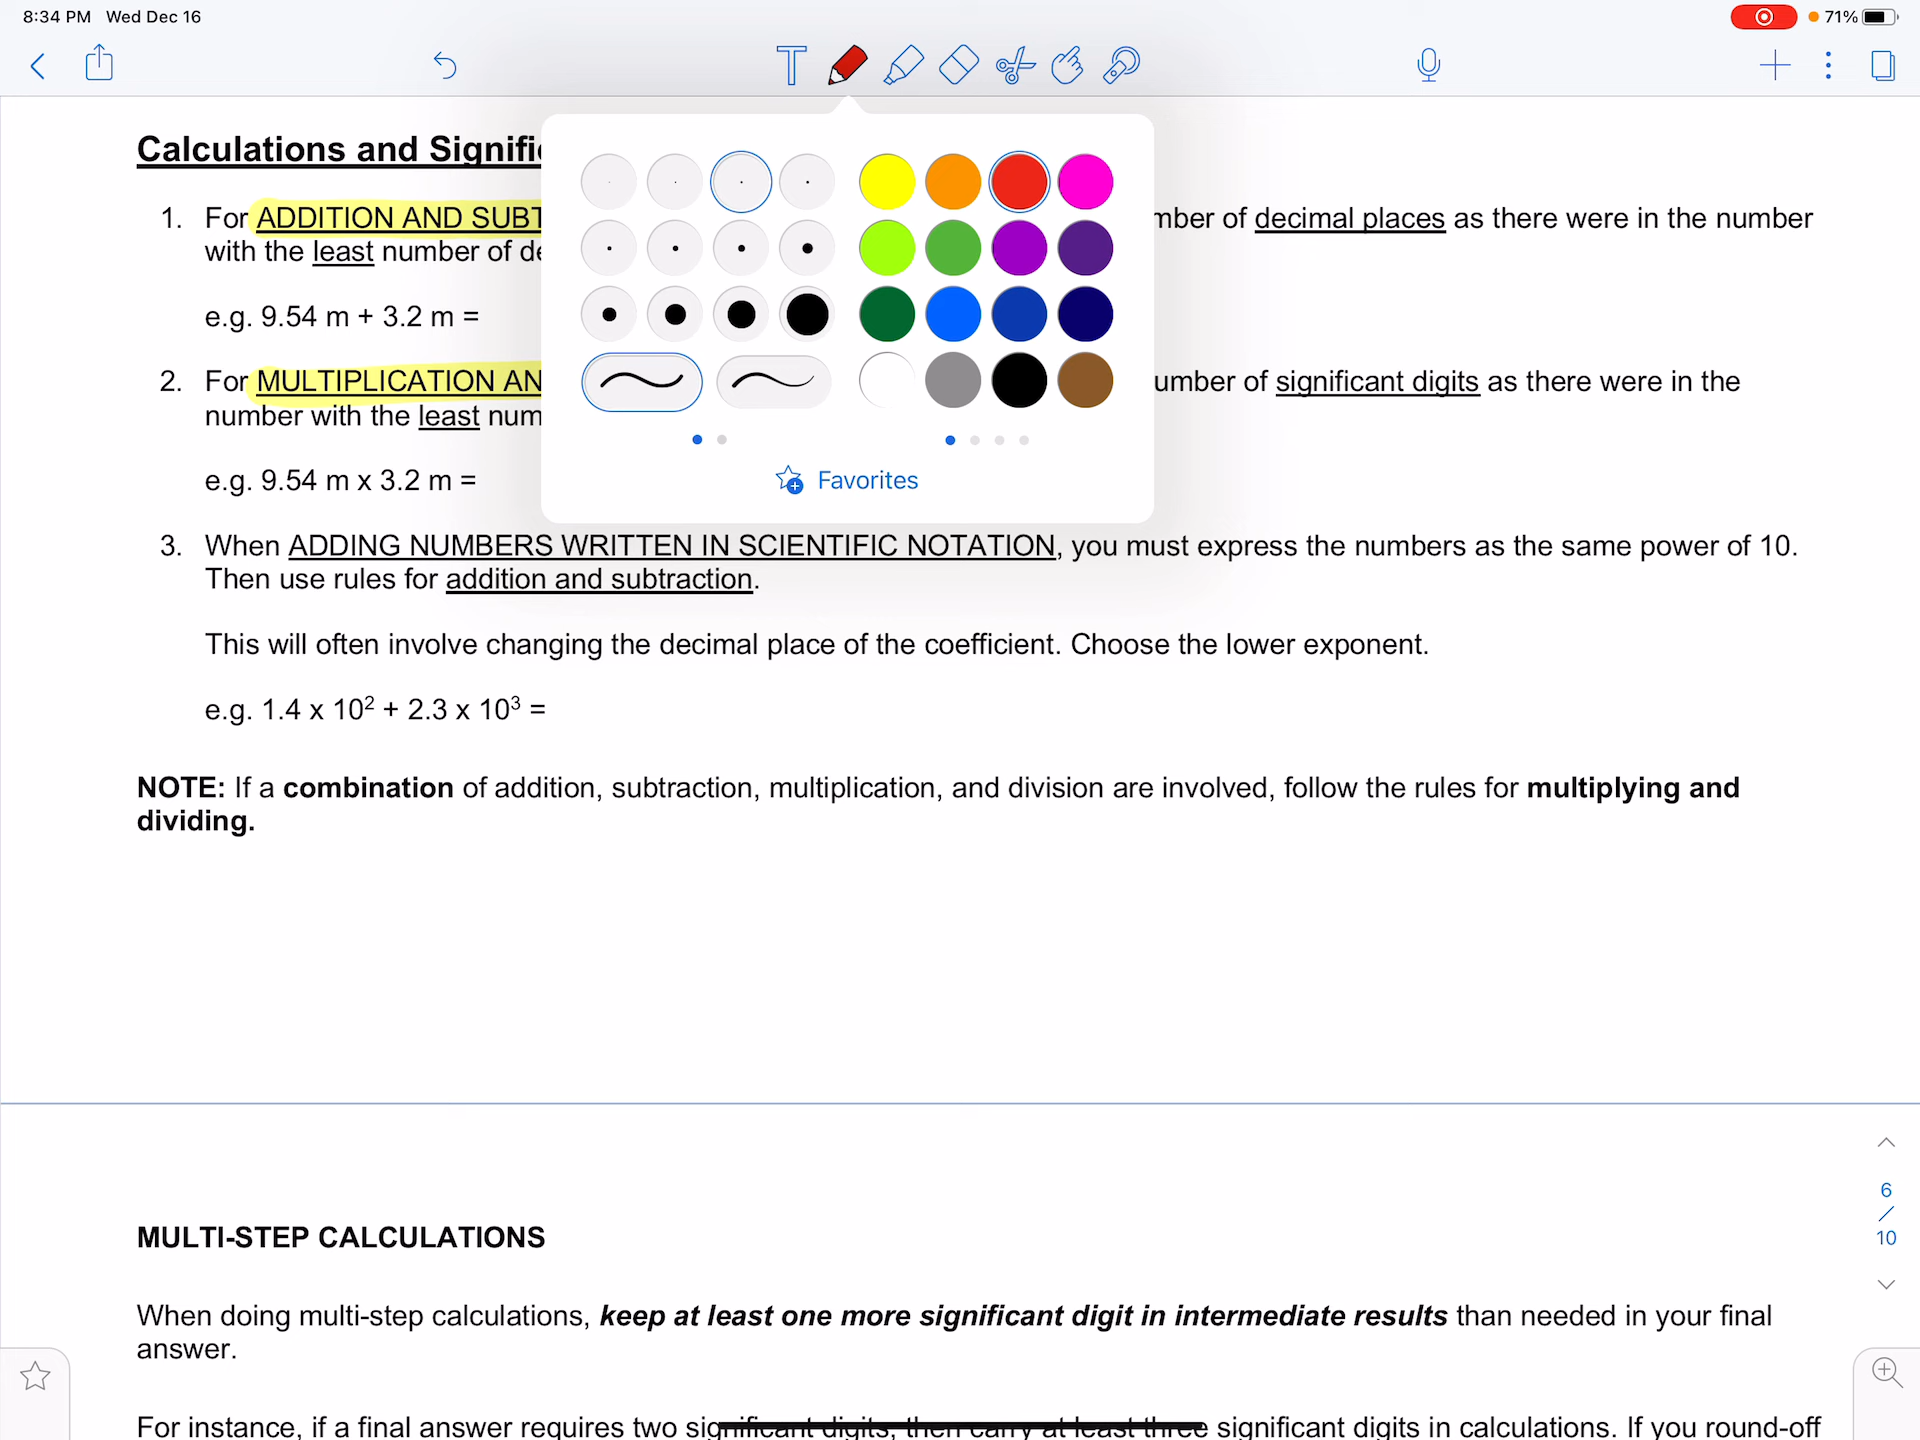 8:34 PM Wed Dec 16
71%
T
Calculations and Signific
1. For ADDITION AND SUBT mber of decimal places as there were in the number
with the least number of de
e.g. 9.54 m + 3.2 m =
2. For MULTIPLICATION AN umber of significant digits as there were in the
number with the least num
e.g. 9.54 m x 3.2 m =
Favorites
3. When ADDING NUMBERS WRITTEN IN SCIENTIFIC NOTATION, you must express the numbers as the same power of 10.
Then use rules for addition and subtraction.
This will often involve changing the decimal place of the coefficient. Choose the lower exponent.
e.g. 1.4 x 10² + 2.3 x 10³ =
NOTE: If a combination of addition, subtraction, multiplication, and division are involved, follow the rules for multiplying and
dividing.
6
/
10
MULTI-STEP CALCULATIONS
When doing multi-step calculations, keep at least one more significant digit in intermediate results than needed in your final
answer.
For instance, if a final answer requires two significant digits, then carry at least three significant digits in calculations. If you round-off